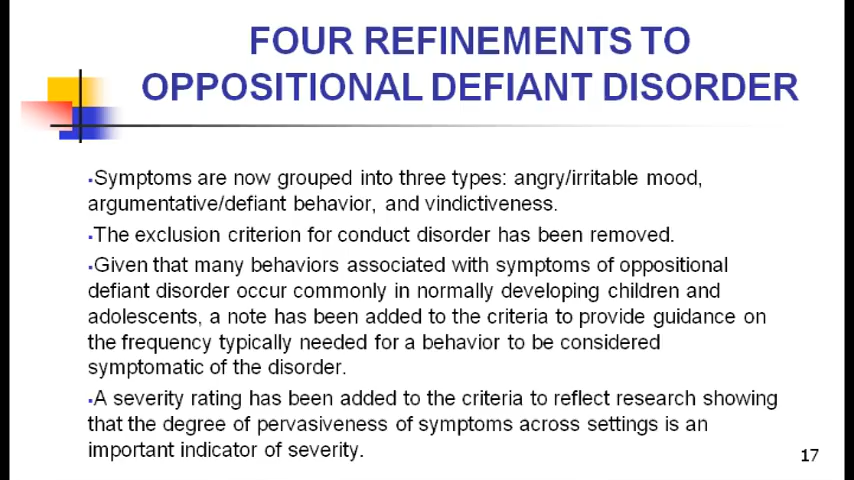 FOUR REFINEMENTS TO
OPPOSITIONAL DEFIANT DISORDER
▪Symptoms are now grouped into three types: angry/irritable mood,
argumentative/defiant behavior, and vindictiveness.
▪The exclusion criterion for conduct disorder has been removed.
▪Given that many behaviors associated with symptoms of oppositional
defiant disorder occur commonly in normally developing children and
adolescents, a note has been added to the criteria to provide guidance on
the frequency typically needed for a behavior to be considered
symptomatic of the disorder.
▪A severity rating has been added to the criteria to reflect research showing
that the degree of pervasiveness of symptoms across settings is an
important indicator of severity.
17